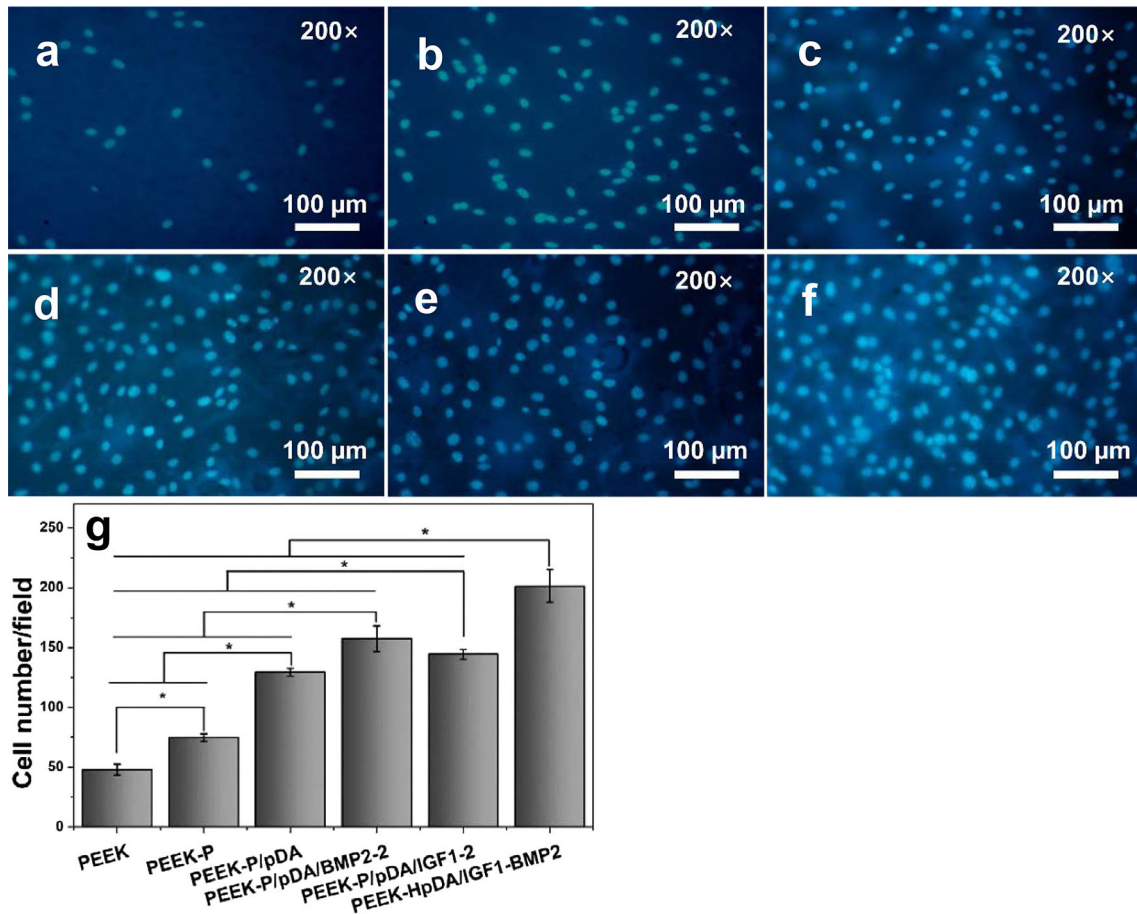 a
200×
100 µm
b
200×
100 µm
c
200×
100 µm
d
200×
100 µm
e
200×
100 µm
f
200×
100 µm
g
Cell number/field
250
200
150
100
50
0
*
*
*
*
*
PEEK
PEEK-P
PEEK-P/pDA
PEEK-P/pDA/BMP2-2
PEEK-P/pDA/IGF1-2
PEEK-HpDA/IGF1-BMP2